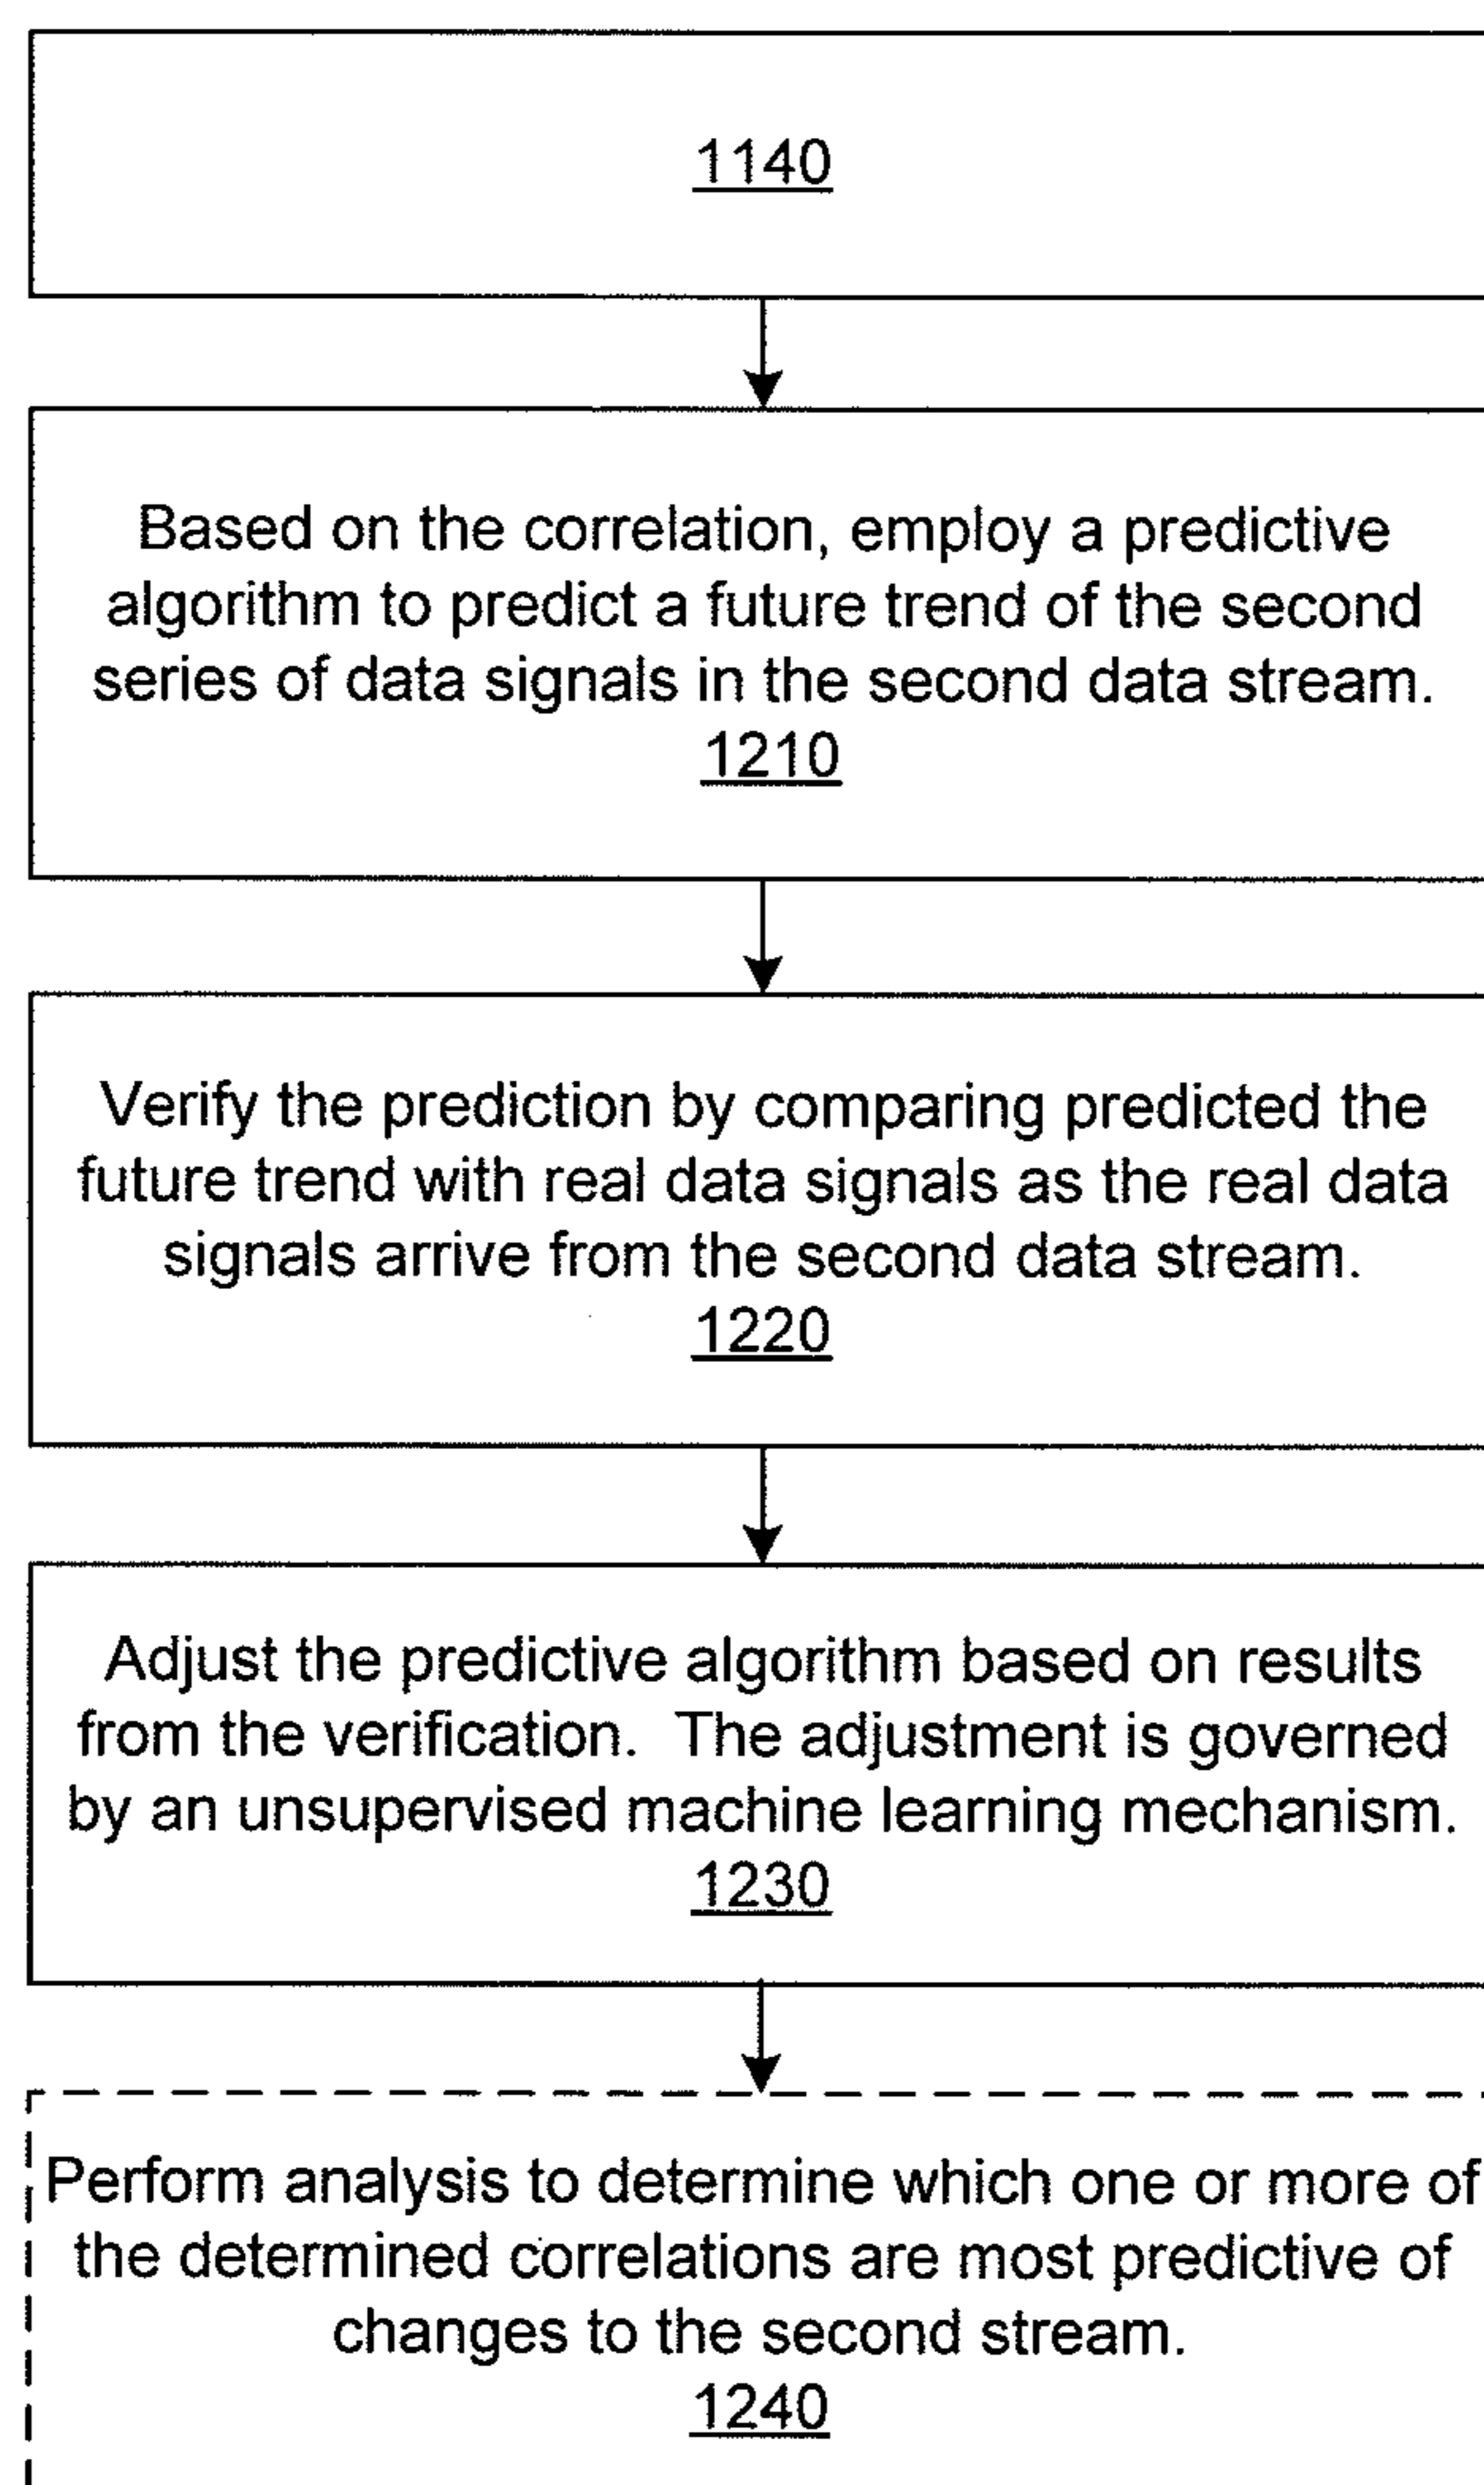 1140
Based on the correlation, employ a predictive
algorithm to predict a future trend of the second
series of data signals in the second data stream.
1210
Verify the prediction by comparing predicted the
future trend with real data signals as the real data
signals arrive from the second data stream.
1220
Adjust the predictive algorithm based on results
from the verification. The adjustment is governed
by an unsupervised machine learning mechanism.
1230
Perform analysis to determine which one or more of
the determined correlations are most predictive of
changes to the second stream.
1240